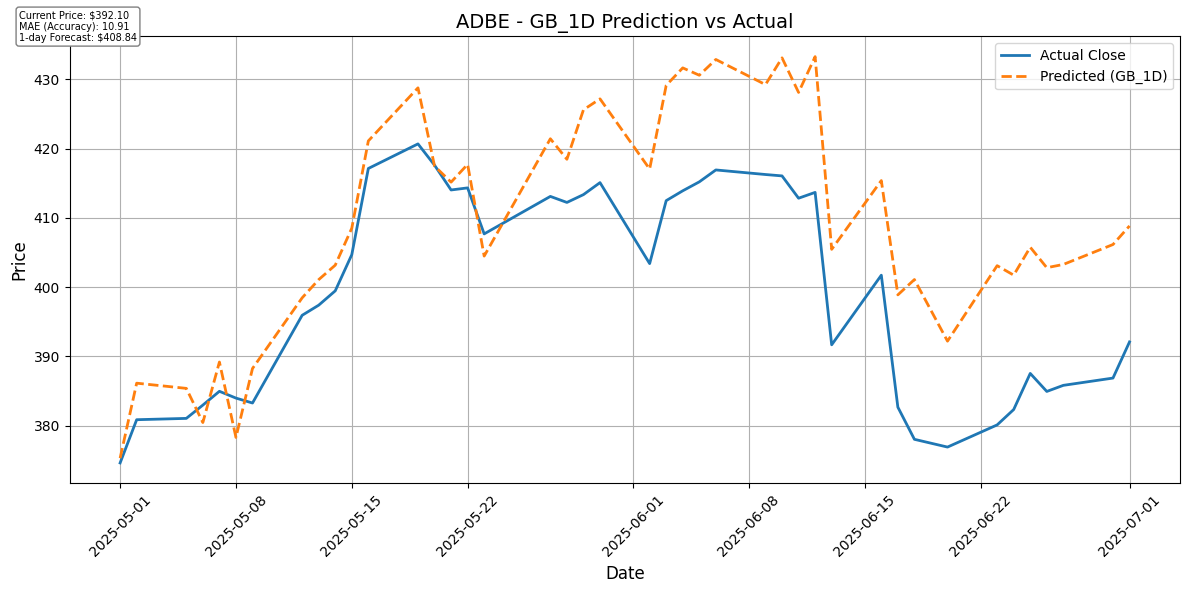 Current Price: $392.10
MAE (Accuracy): 10.91
1-day Forecast: $408.84
ADBE - GB_1D Prediction vs Actual
Actual Close
Predicted (GB_1D)
430
420
410
400
390
380
Price
2025-05-01
2025-05-08
2025-05-15
2025-05-22
2025-06-01
2025-06-08
2025-06-15
2025-06-22
2025-07-01
Date